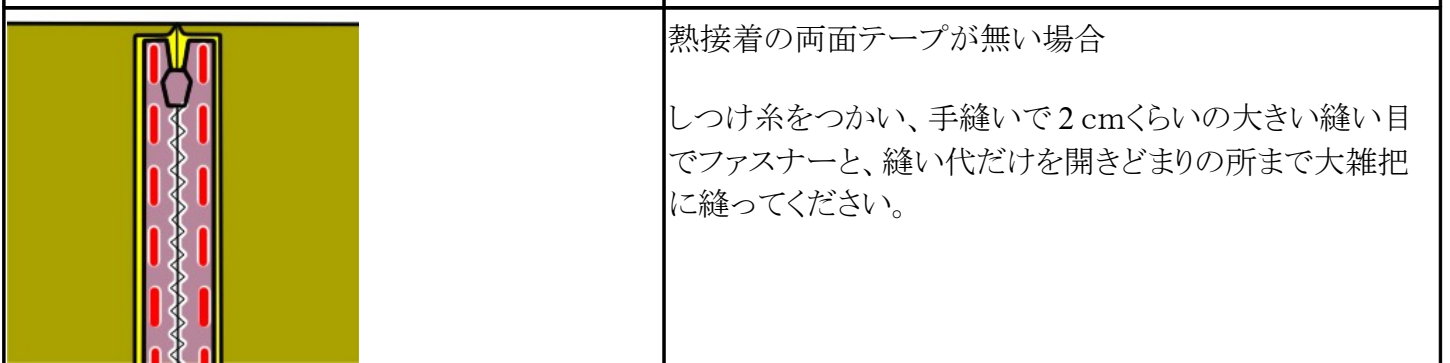 熱接着の両面テープが無い場合
しつけ糸をつかい、手縫いで２cmくらいの大きい縫い目
でファスナーと、縫い代だけを開きどまりの所まで大雑把
に縫ってください。